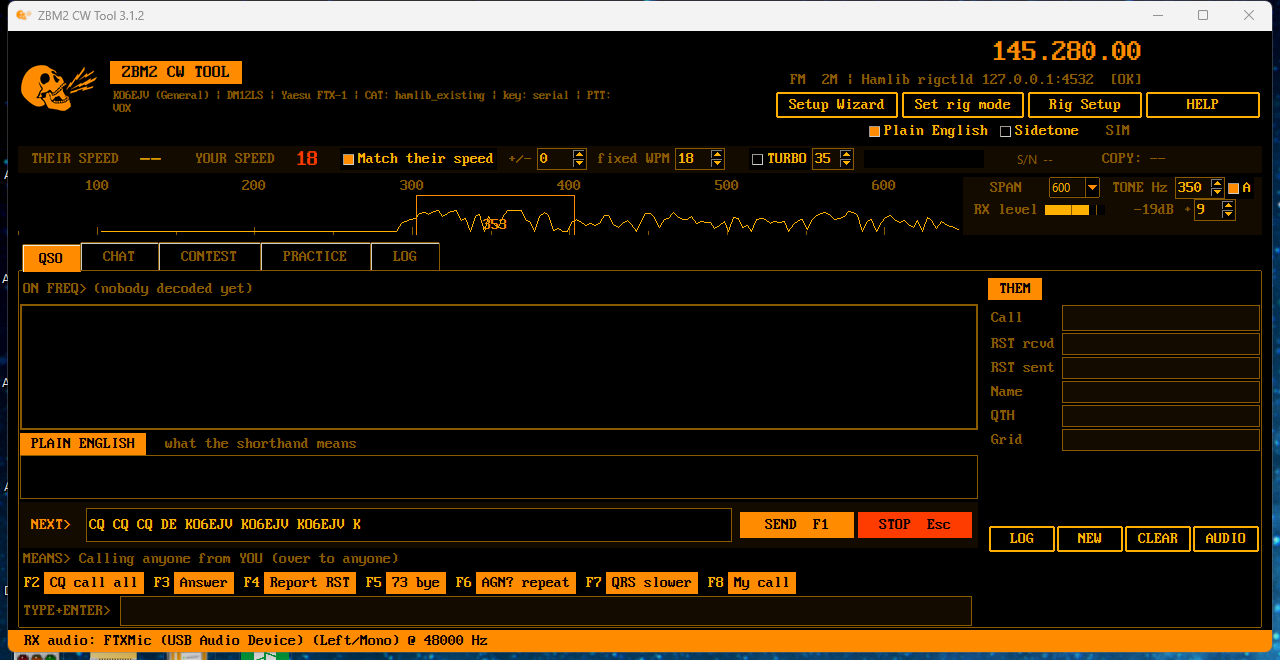 ZBM2 CW Tool 3.1.2
145.280.00
ZBM2 CW TOOL
FM 2M ¦ Hamlib rigctld 127.0.0.1:4532 [OK]
KO6EJV (General) ¦ DM12LS ¦ Yaesu FTX-1 ¦ CAT: hamlib_existing ¦ key: serial ¦ PTT:
VOX
Setup Wizard Set rig mode Rig Setup HELP
Plain English Sidetone SIM
THEIR SPEED -- YOUR SPEED 18 Match their speed +/- 0 fixed WPM 18 TURBO 35 S/N -- COPY: --
100 200 300 400 500 600
SPAN 600 TONE Hz 350 A
353
RX level -19dB + 9
QSO CHAT CONTEST PRACTICE LOG
ON FREQ> (nobody decoded yet)
THEM
Call
RST rcvd
RST sent
Name
QTH
Grid
PLAIN ENGLISH what the shorthand means
NEXT> CQ CQ CQ DE KO6EJV KO6EJV KO6EJV K SEND F1 STOP Esc
LOG NEW CLEAR AUDIO
MEANS> Calling anyone from YOU (over to anyone)
F2 CQ call all F3 Answer F4 Report RST F5 73 bye F6 AGN? repeat F7 QRS slower F8 My call
TYPE+ENTER>
RX audio: FTXMic (USB Audio Device) (Left/Mono) @ 48000 Hz